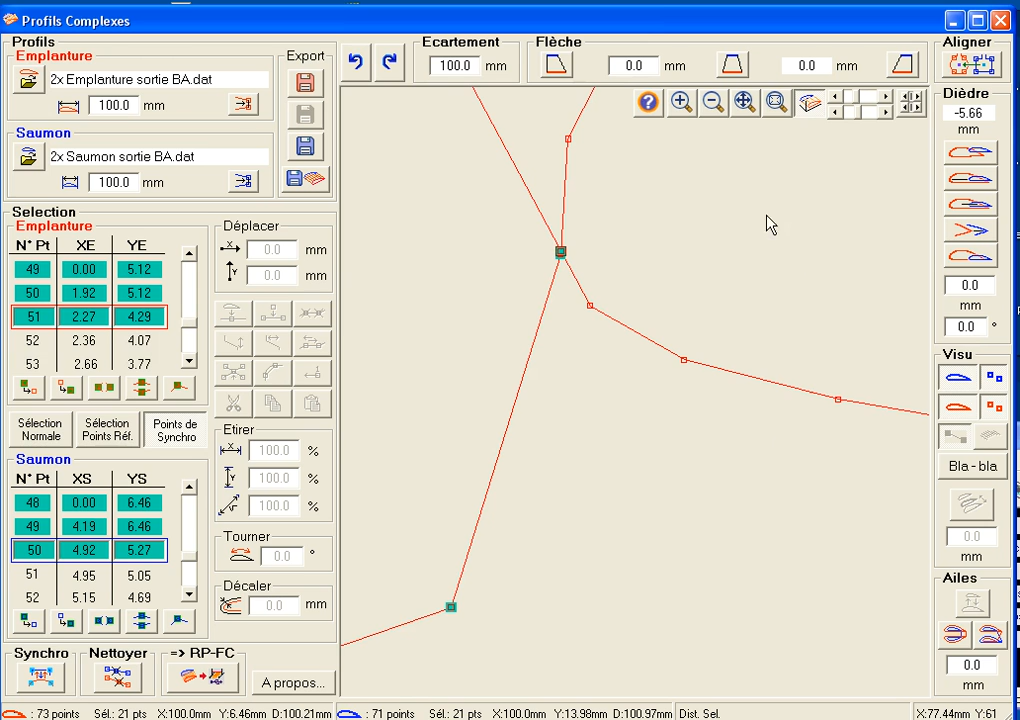 Profils Complexes
Profils
Emplanture
2x Emplanture sortie BA.dat
100.0 mm
Saumon
2x Saumon sortie BA.dat
100.0 mm
Export
Ecartement
100.0 mm
Flèche
0.0 mm
0.0 mm
Aligner
Dièdre
-5.66
mm
0.0
mm
0.0 °
Selection
Emplanture
N° Pt XE YE
49 0.00 5.12
50 1.92 5.12
51 2.27 4.29
52 2.36 4.07
53 2.66 3.77
Sélection Normale
Sélection Points Réf.
Points de Synchro
Saumon
N° Pt XS YS
48 0.00 6.46
49 4.19 6.46
50 4.92 5.27
51 4.95 5.05
52 5.15 4.69
Déplacer
X 0.0 mm
Y 0.0 mm
Etirer
X 100.0 %
Y 100.0 %
100.0 %
Tourner
0.0 °
Décaler
0.0 mm
Visu
Bla - bla
0.0
mm
Ailes
0.0
mm
Synchro
Nettoyer
=> RP-FC
A propos...
: 73 points Sél.: 21 pts X:100.0mm Y:6.46mm D:100.21mm
: 71 points Sél.: 21 pts X:100.0mm Y:13.98mm D:100.97mm
Dist. Sel.
X:77.44mm Y:61